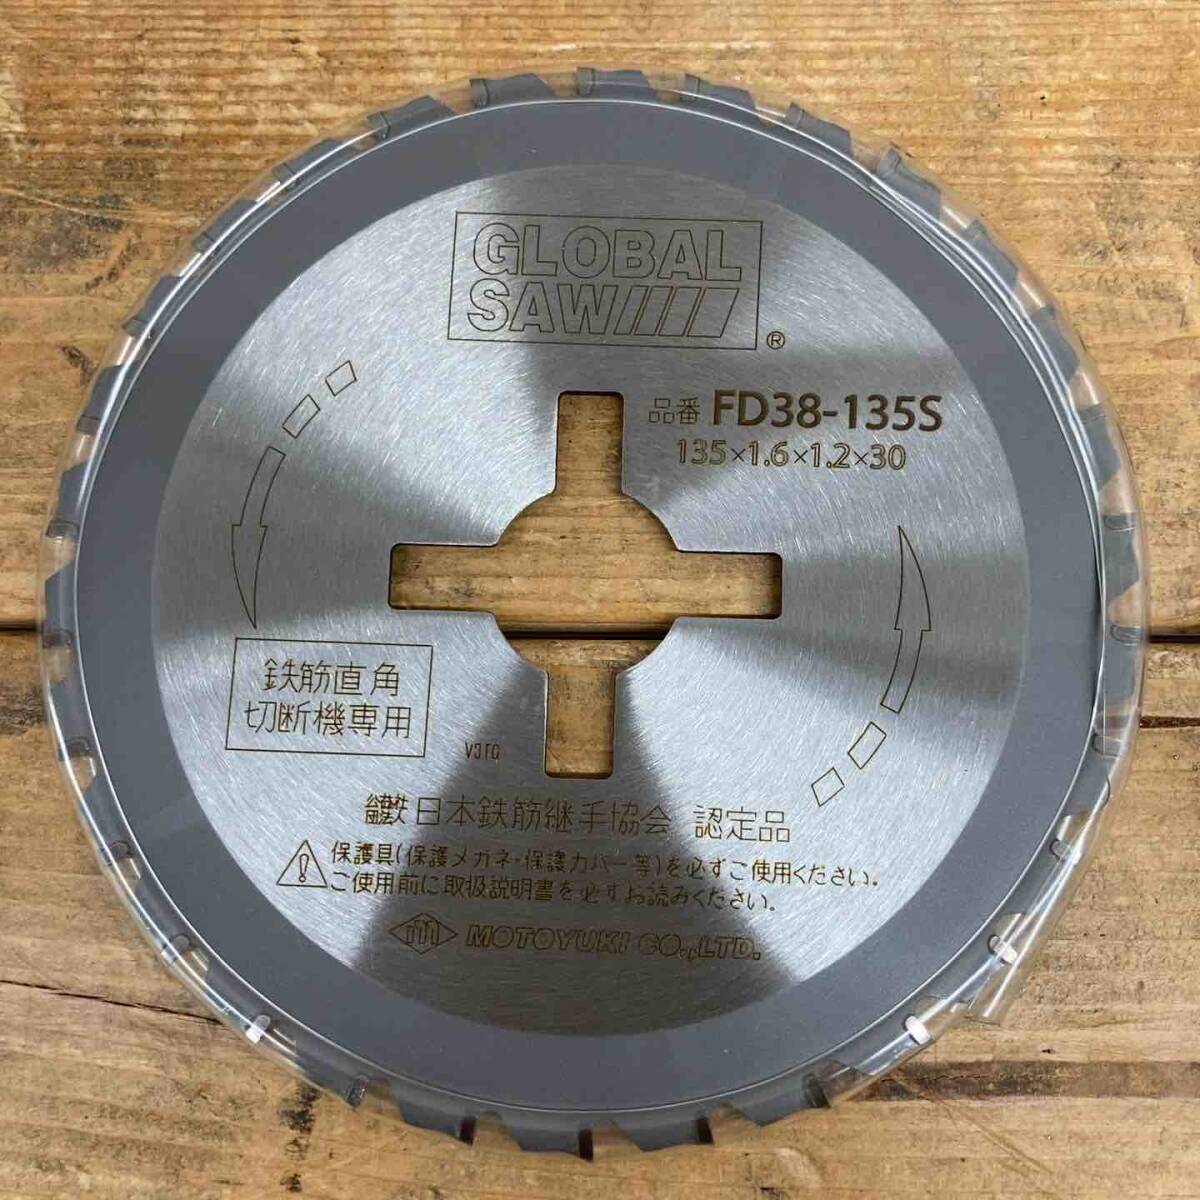 GLOBAL
SAW
®
品番 FD38-135S
135×1.6×1.2×30
鉄筋直角
切断機専用
日本鉄筋継手協会 認定品
保護具(保護メガネ・保護カバー等)を必ずご使用ください。
ご使用前に取扱説明書を必ずお読みください。
MOTOYUKI CO.,LTD.